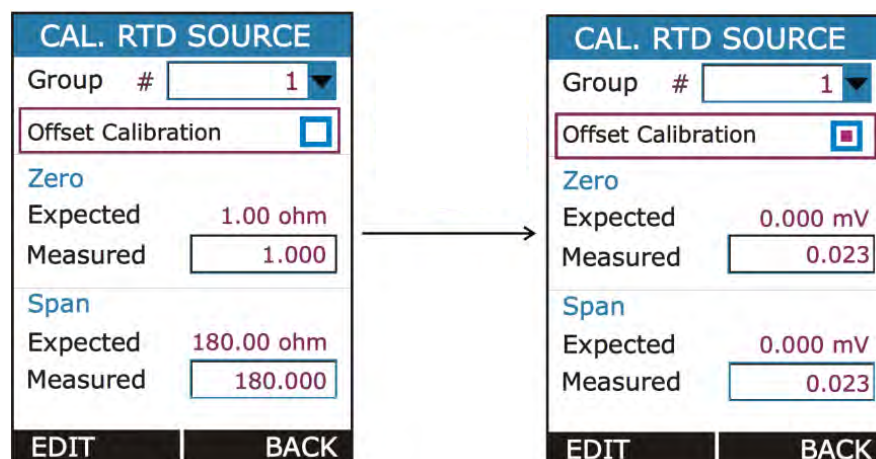 CAL. RTD SOURCE
Group # 1
Offset Calibration
Zero
Expected 1.00 ohm
Measured 1.000
Span
Expected 180.00 ohm
Measured 180.000
EDIT BACK
CAL. RTD SOURCE
Group # 1
Offset Calibration
Zero
Expected 0.000 mV
Measured 0.023
Span
Expected 0.000 mV
Measured 0.023
EDIT BACK